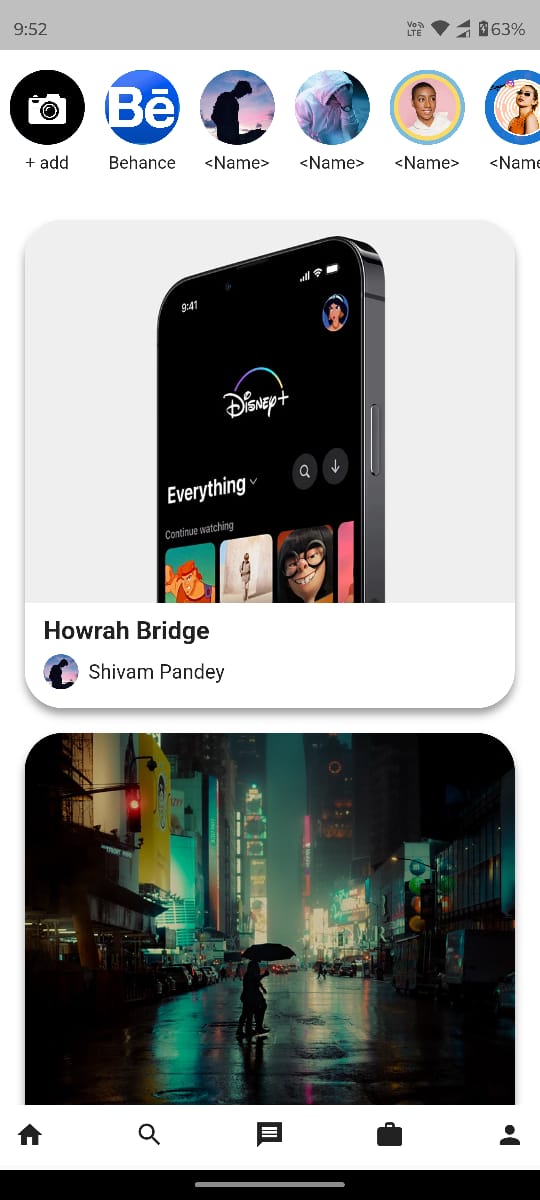 9:52
Vo LTE
63%
Bē
+ add
Behance
<Name>
<Name>
<Name>
<Name
9:41
Disney+
Everything
Continue watching
Howrah Bridge
Shivam Pandey